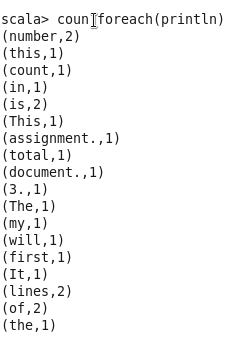 scala> coun foreach(println)
(number,2)
(this,1)
(count,1)
(in,1)
(is,2)
(This,1)
(assignment.,1)
(total,1)
(document.,1)
(3.,1)
(The,1)
(my,1)
(will,1)
(first,1)
(It,1)
(lines,2)
(of,2)
(the,1)